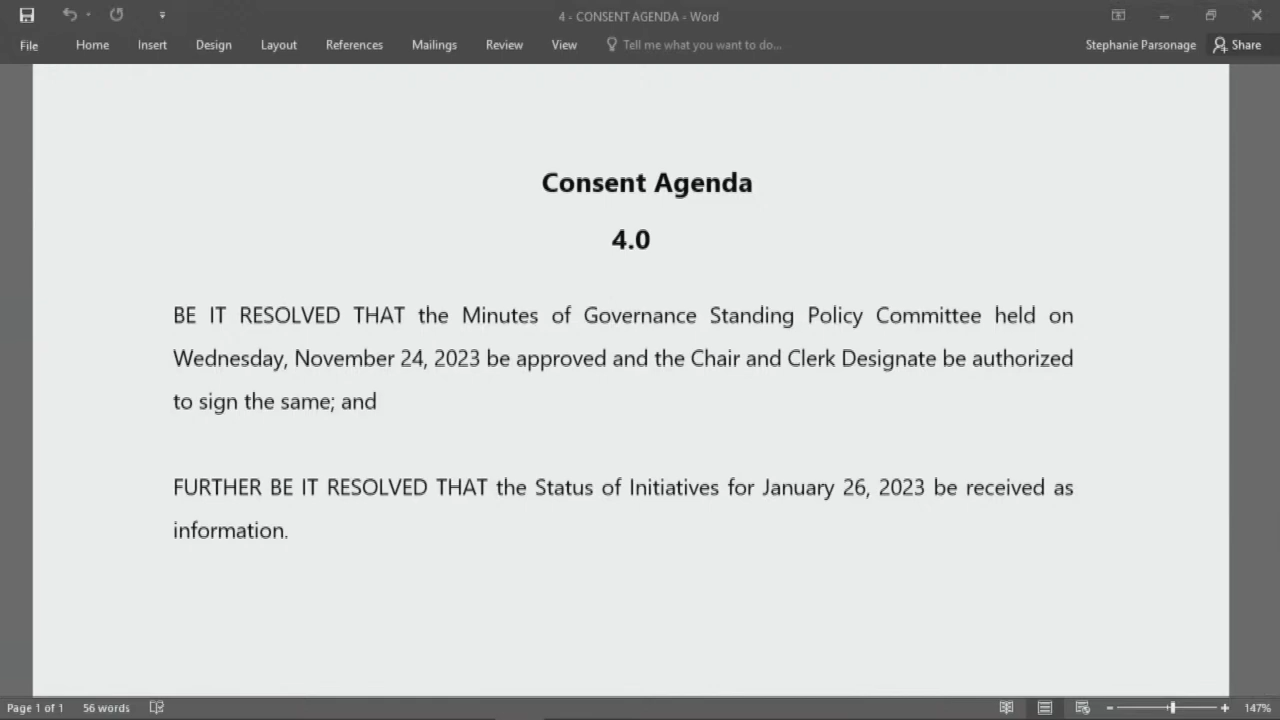 4 - CONSENT AGENDA - Word
File Home Insert Design Layout References Mailings Review View Tell me what you want to do... Stephanie Parsonage Share
Consent Agenda
4.0
BE IT RESOLVED THAT the Minutes of Governance Standing Policy Committee held on
Wednesday, November 24, 2023 be approved and the Chair and Clerk Designate be authorized
to sign the same; and
FURTHER BE IT RESOLVED THAT the Status of Initiatives for January 26, 2023 be received as
information.
Page 1 of 1 56 words 147%